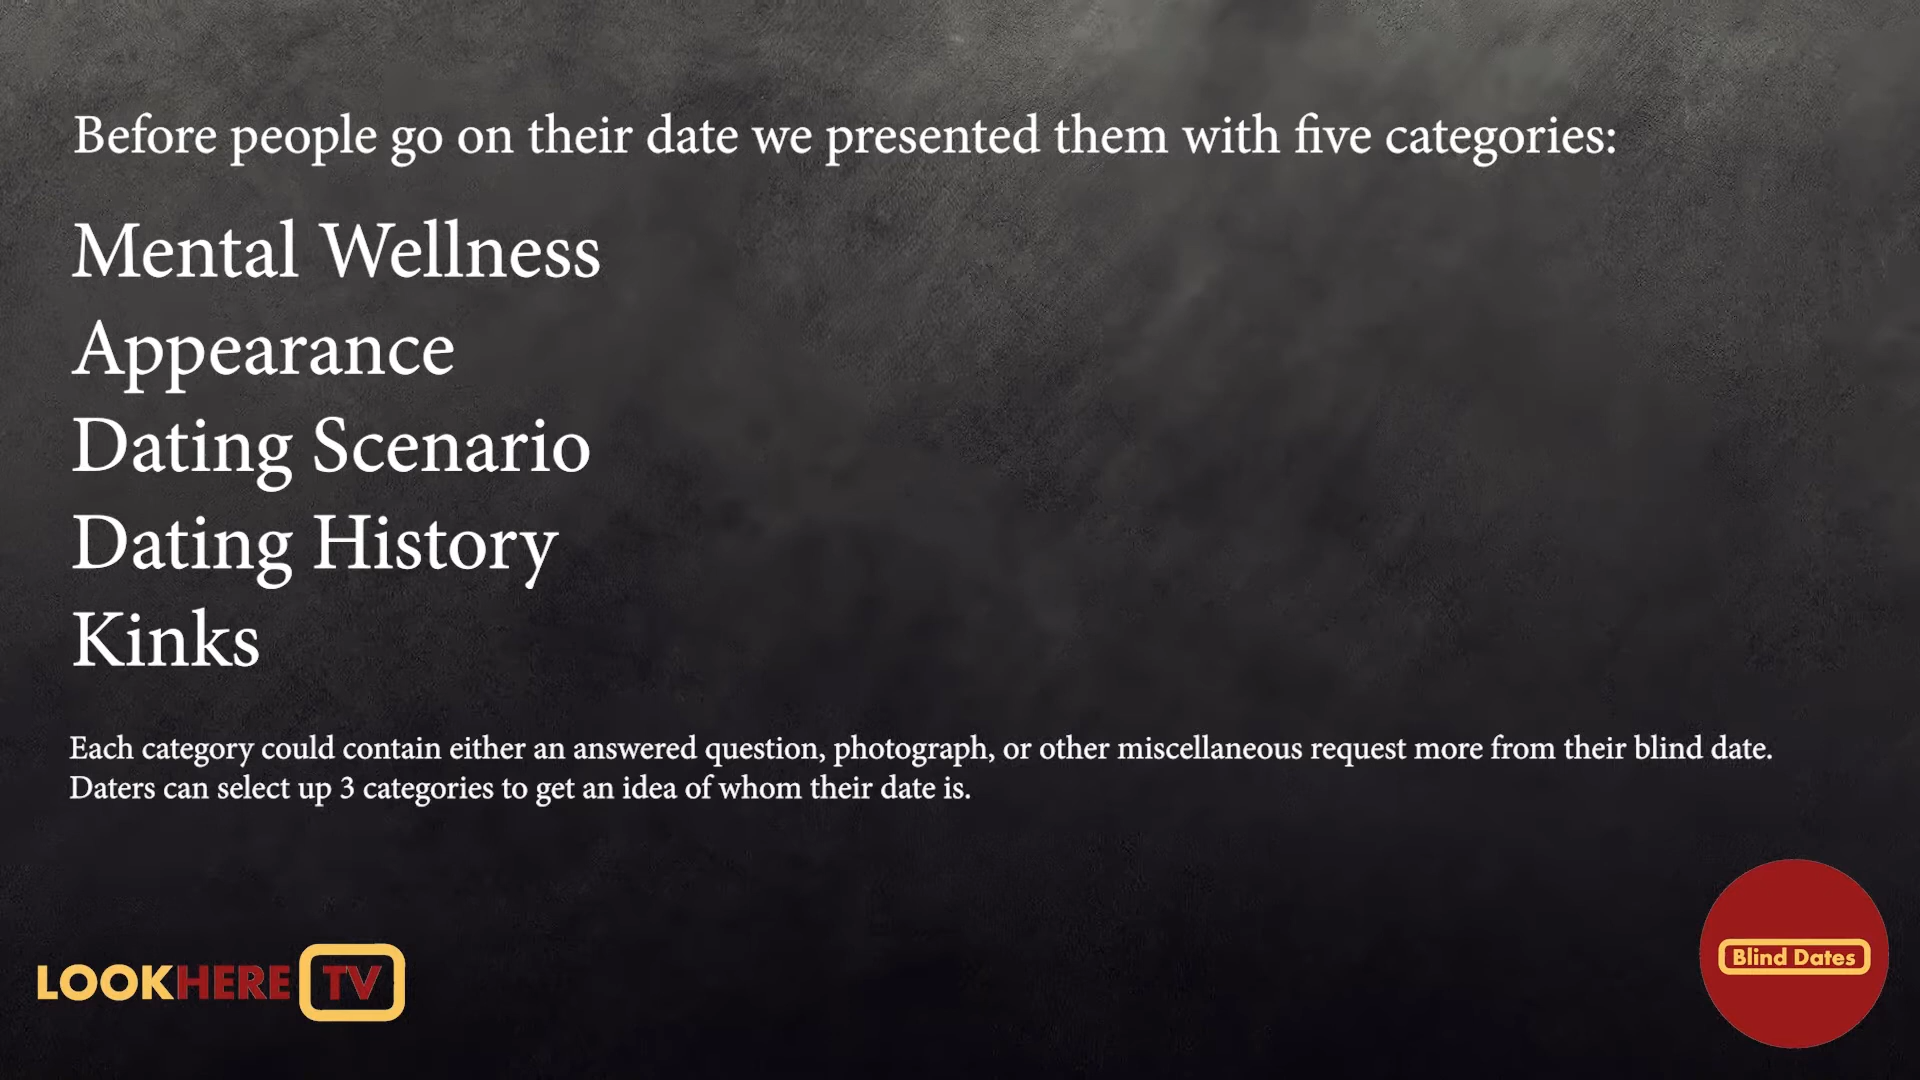 Before people go on their date we presented them with five categories:
Mental Wellness
Appearance
Dating Scenario
Dating History
Kinks
Each category could contain either an answered question, photograph, or other miscellaneous request more from their blind date.
Daters can select up 3 categories to get an idea of whom their date is.
LOOKHERE TV
Blind Dates